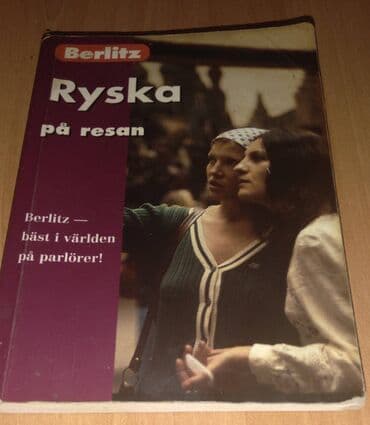 Berlitz
Ryska
på resan
Berlitz —
bäst i världen
på parlörer!